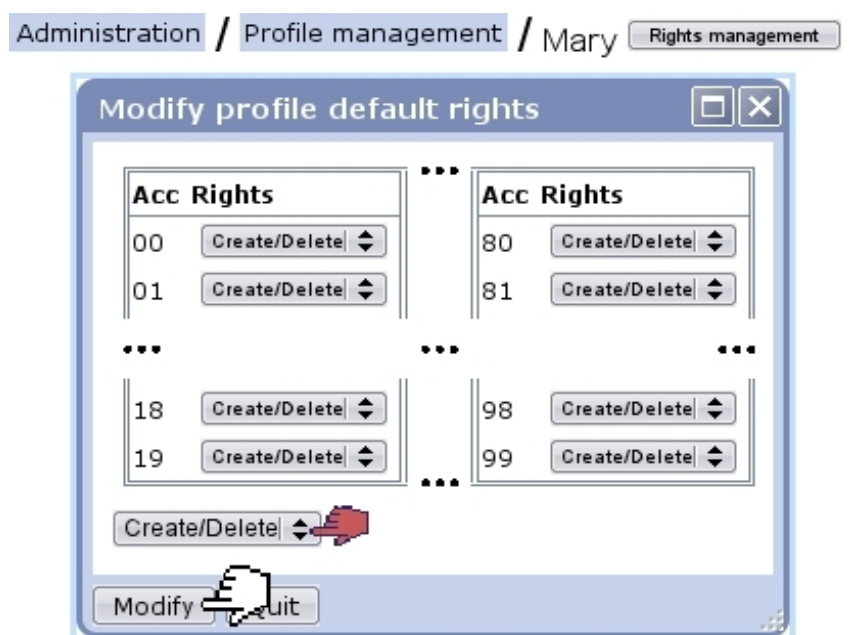 Administration / Profile management / Mary Rights management
Modify profile default rights
Acc Rights ... Acc Rights
00 Create/Delete 80 Create/Delete
01 Create/Delete 81 Create/Delete
... ... ...
18 Create/Delete 98 Create/Delete
19 Create/Delete ... 99 Create/Delete
Create/Delete
Modify